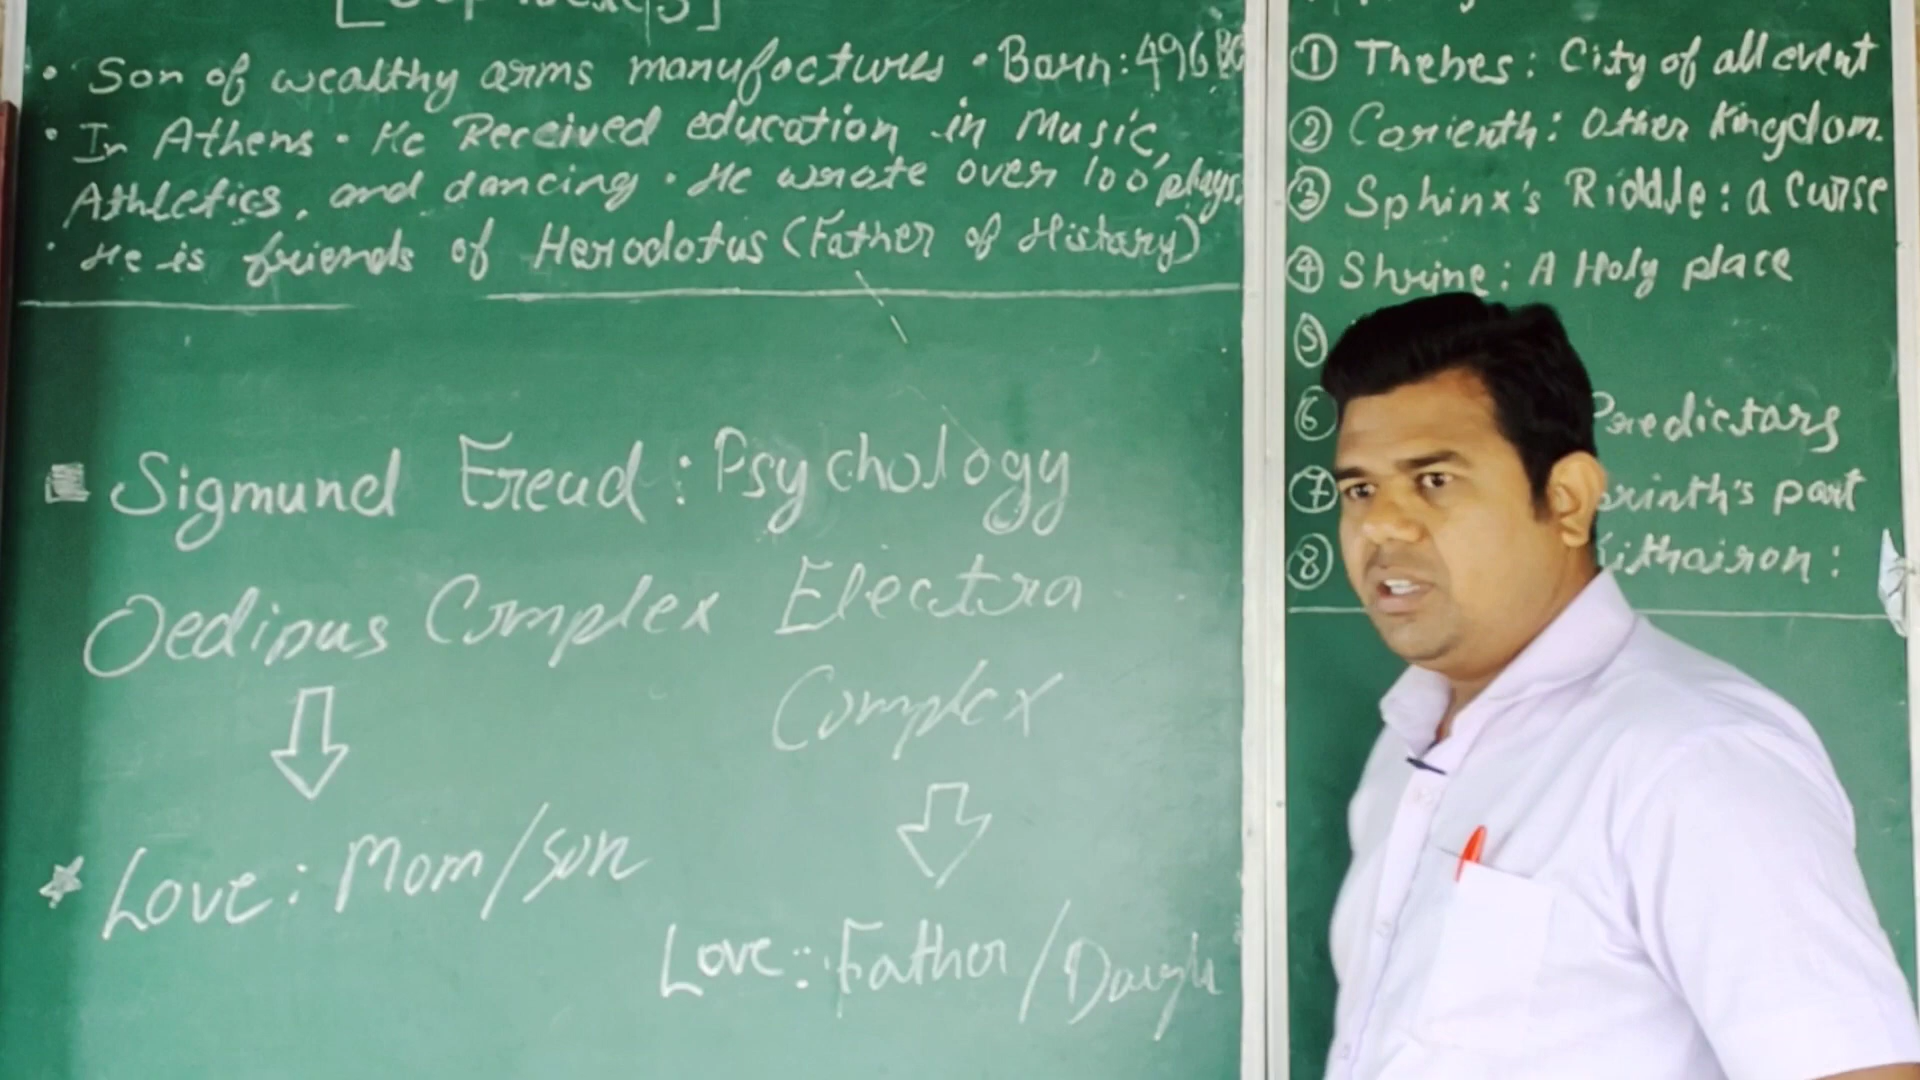 • Son of wealthy arms manufactures • Born: 496 BC
• In Athens • He Received education in Music,
Athletics, and dancing • He wrote over 100 plays.
• He is friends of Herodotus (Father of History)
Sigmund Freud: Psychology
Oedipus Complex Electra
Complex
Love: Mom/son
Love: Father/Daugh
① Thebes: City of all event
② Corienth: Other Kingdom.
③ Sphinx's Riddle: a curse
④ Shrine: A Holy place
⑤
⑥ Predictars
⑦ part
⑧ ithairon: